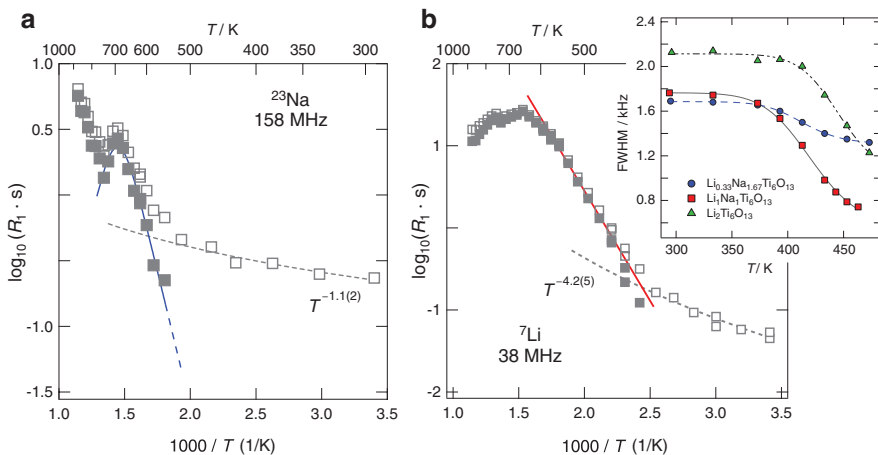 a
T / K
1000 800 700 600 500 400 300
1.0
0.5
-1.0
-1.5
log10(R1 · s)
23Na
158 MHz
T−1.1(2)
1.0 1.5 2.0 2.5 3.0 3.5
1000 / T (1/K)
b
T / K
1000 700 500 400
2
1
-1
-2
log10(R1 · s)
T−4.2(5)
7Li
38 MHz
1.0 1.5 2.0 2.5 3.0 3.5
1000 / T (1/K)
2.4
2.0
1.6
1.2
0.8
FWHM / kHz
Li0.33Na1.67Ti6O13
Li1Na1Ti6O13
Li2Ti6O13
300 350 400 450
T / K